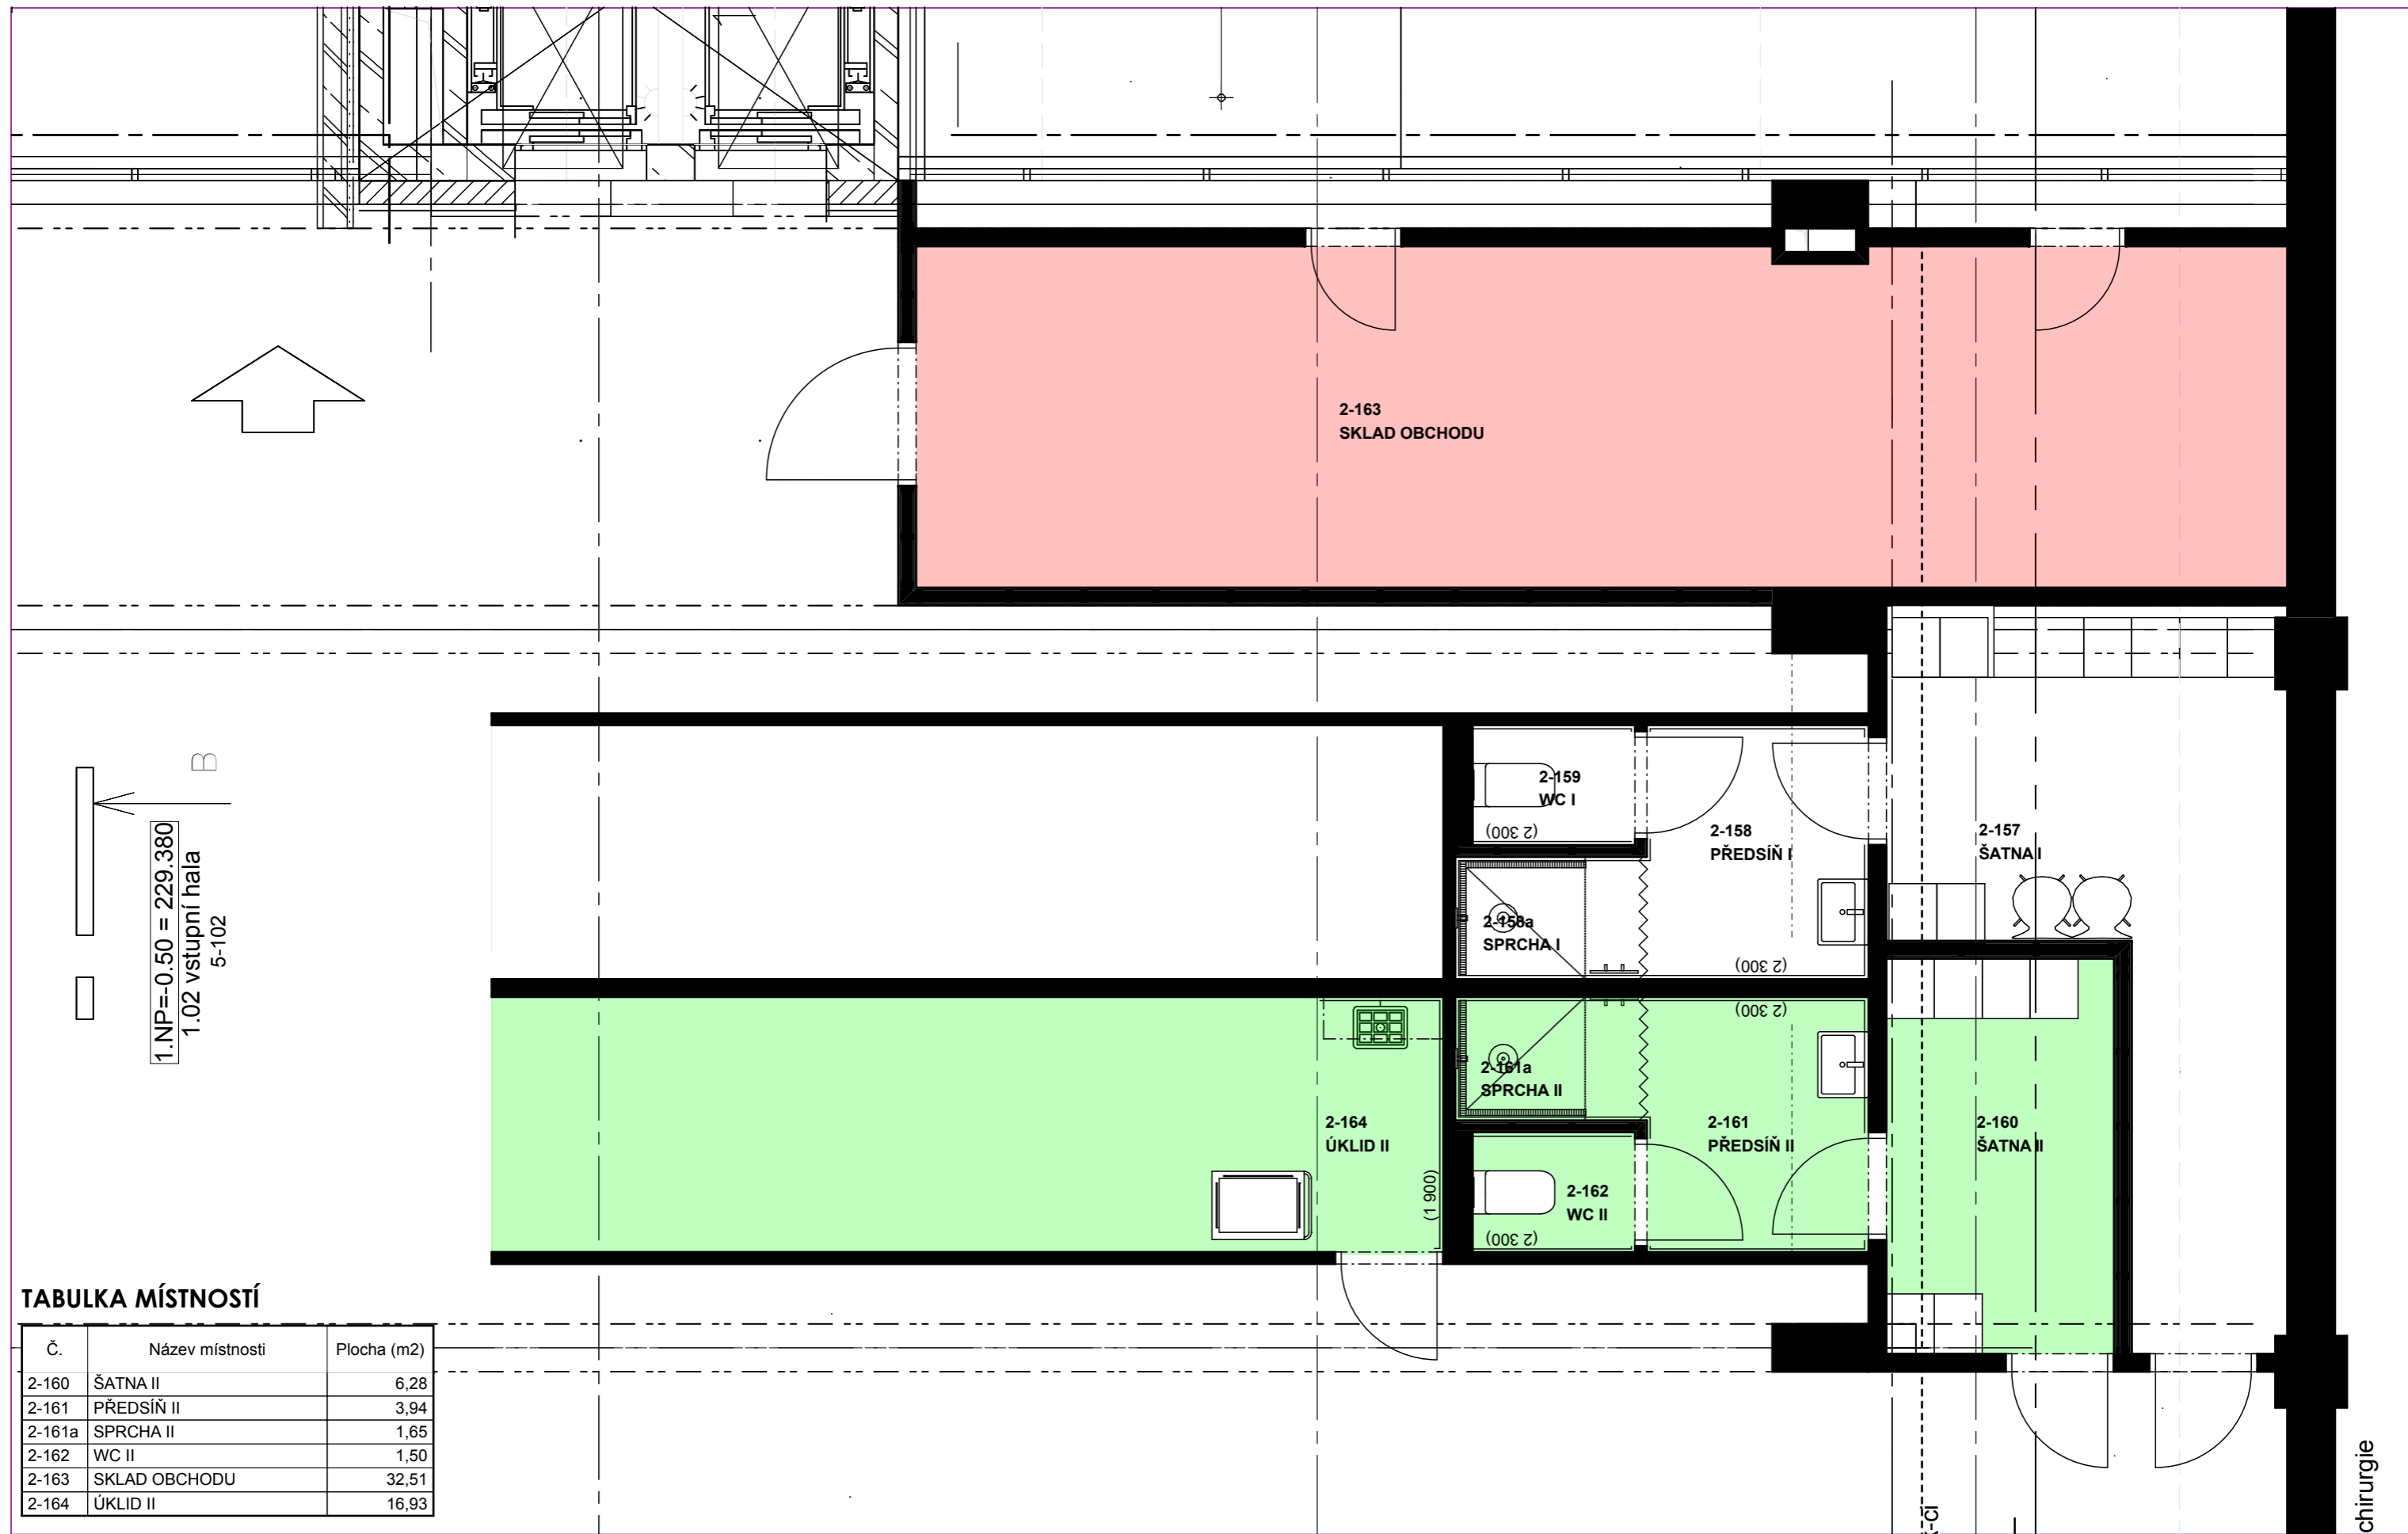 2-163
SKLAD OBCHODU
B
1.NP=-0.50 = 229.380
1.02 vstupní hala
5-102
2-159
WC I
(2 300)
2-158
PŘEDSÍŇ I
2-157
ŠATNA I
2-158a
SPRCHA I
(2 300)
(2 300)
2-161a
SPRCHA II
2-164
ÚKLID II
2-161
PŘEDSÍŇ II
2-160
ŠATNA II
(1 900)
2-162
WC II
(2 300)
TABULKA MÍSTNOSTÍ
Č. Název místnosti Plocha (m2)
2-160 ŠATNA II 6,28
2-161 PŘEDSÍŇ II 3,94
2-161a SPRCHA II 1,65
2-162 WC II 1,50
2-163 SKLAD OBCHODU 32,51
2-164 ÚKLID II 16,93
chirurgie